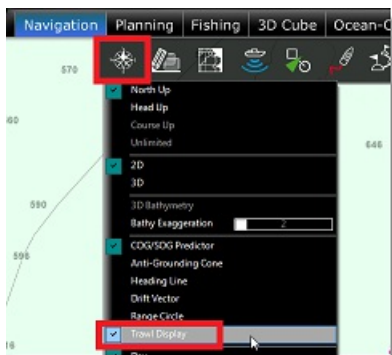 Navigation Planning Fishing 3D Cube Ocean-O
570
North Up
Head Up
Course Up
Unlimited
646
2D
3D
590
3D Bathymetry
Bathy Exaggeration 2
COG/SOG Predictor
Anti-Grounding Cone
598
Heading Line
Drift Vector
Range Circle
Trawl Display